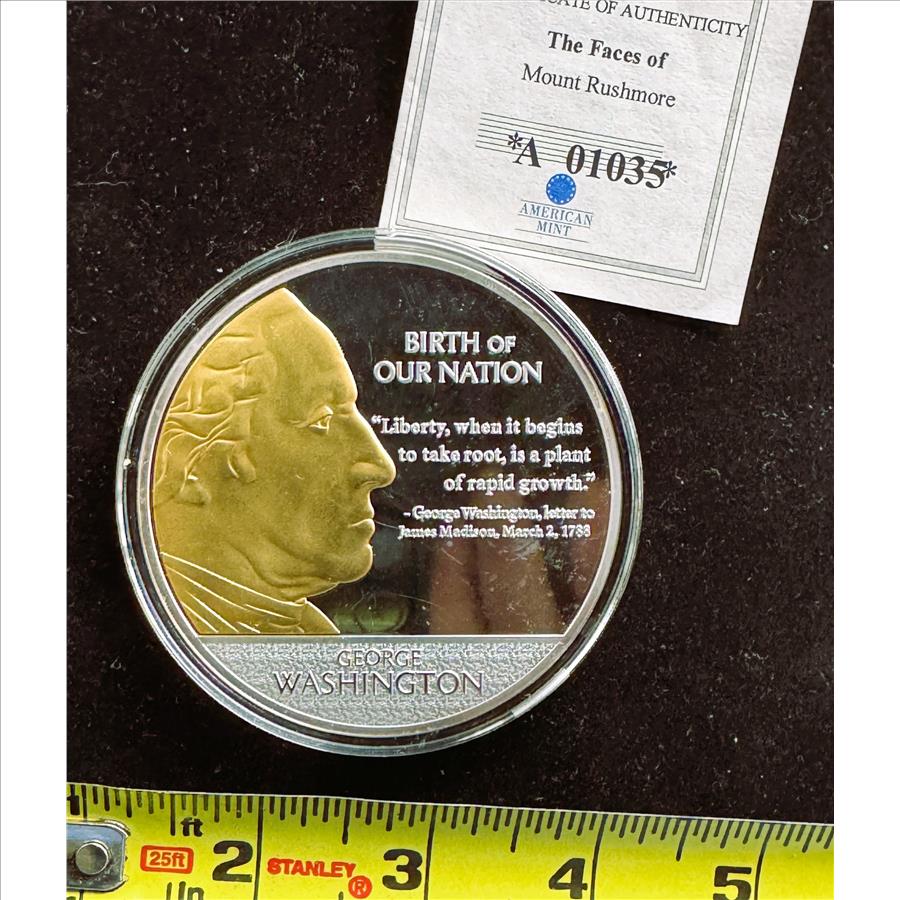 OF AUTHENTICITY
The Faces of
Mount Rushmore
*A 01035*
AMERICAN
MINT
BIRTH OF
OUR NATION
"Liberty, when it begins
to take root, is a plant
of rapid growth."
- George Washington, letter to
James Madison, March 2, 1788
GEORGE
WASHINGTON
ft
25ft 2 STANLEY® 3 4 5
In